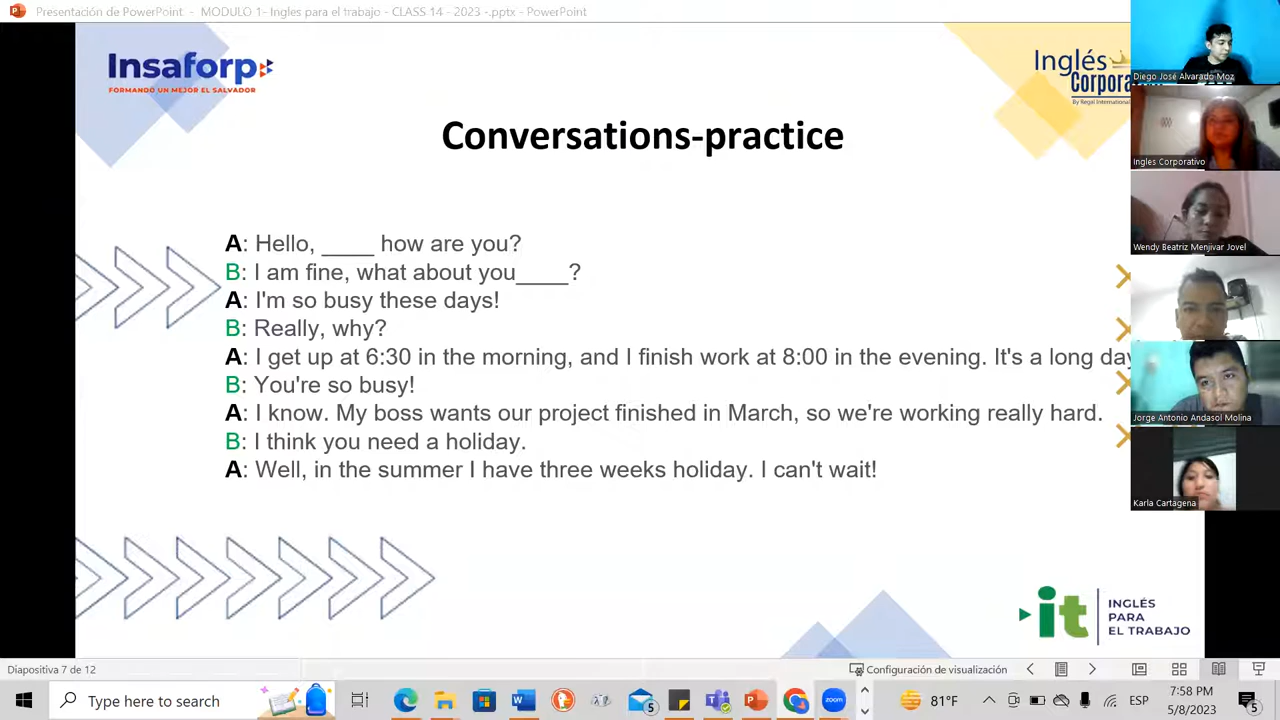 Presentación de PowerPoint - MODULO 1- Ingles para el trabajo - CLASS 14 - 2023 -.pptx - PowerPoint
Insaforp
FORMANDO UN MEJOR EL SALVADOR
Inglés
Corpora
By Regal International
Conversations-practice
A: Hello, ____ how are you?
B: I am fine, what about you____?
A: I'm so busy these days!
B: Really, why?
A: I get up at 6:30 in the morning, and I finish work at 8:00 in the evening. It's a long day
B: You're so busy!
A: I know. My boss wants our project finished in March, so we're working really hard.
B: I think you need a holiday.
A: Well, in the summer I have three weeks holiday. I can't wait!
it
INGLÉS
PARA
EL TRABAJO
Diego José Alvarado Moz
Ingles Corporativo
Wendy Beatriz Menjivar Jovel
Jorge Antonio Andasol Molina
Karla Cartagena
Diapositiva 7 de 12
Configuración de visualización
Type here to search
5
zoom
81°F
ESP
7:58 PM
5/8/2023
5